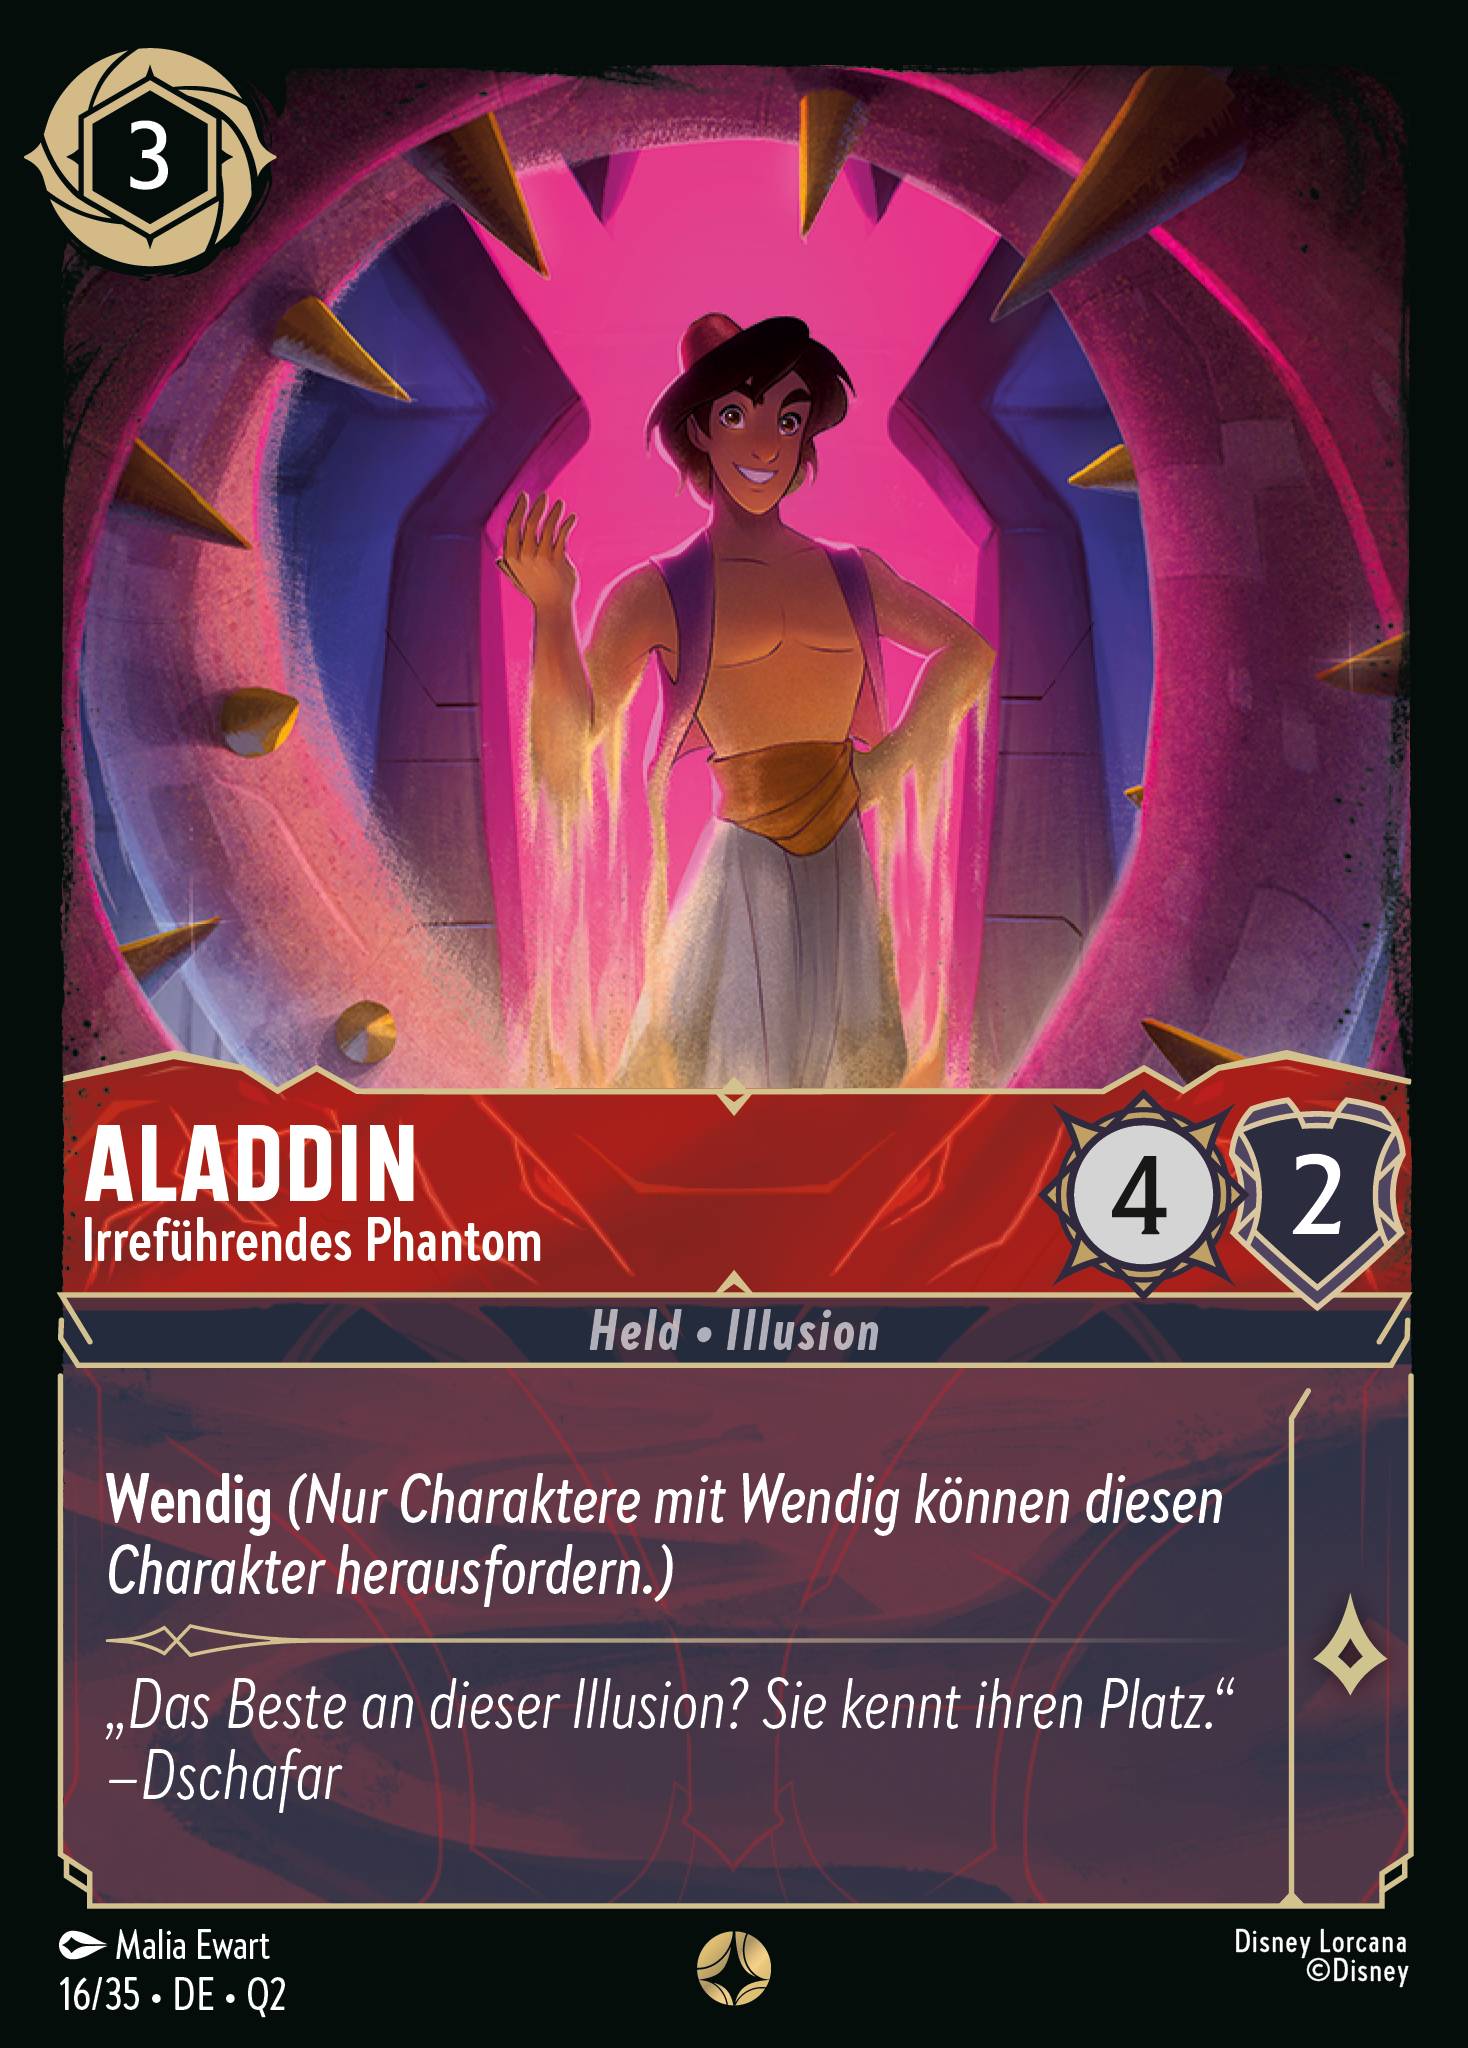 3
ALADDIN
Irreführendes Phantom
4
2
Held • Illusion
Wendig (Nur Charaktere mit Wendig können diesen
Charakter herausfordern.)
„Das Beste an dieser Illusion? Sie kennt ihren Platz.“
–Dschafar
Malia Ewart
16/35 • DE • Q2
Disney Lorcana
©Disney